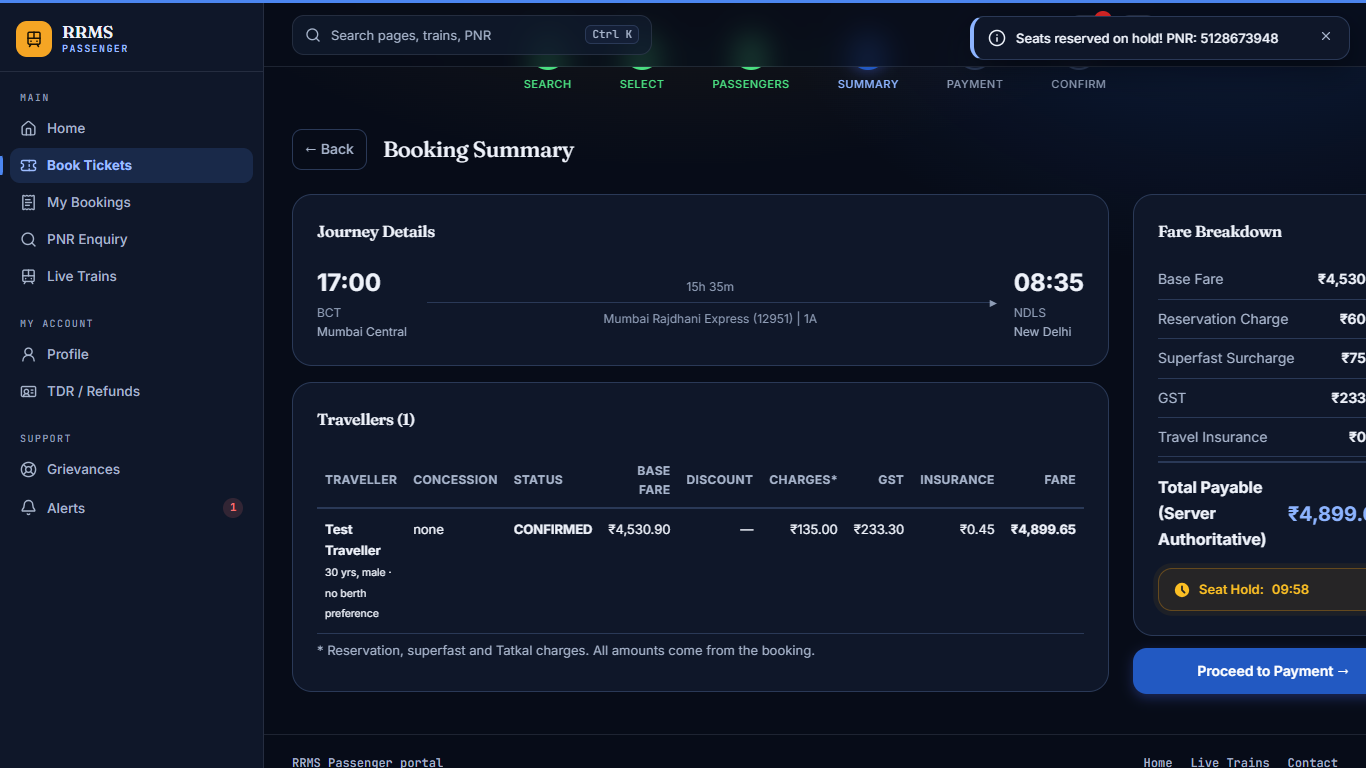 RRMS
PASSENGER
Search pages, trains, PNR
Ctrl K
Seats reserved on hold! PNR: 5128673948
MAIN
Home
Book Tickets
My Bookings
PNR Enquiry
Live Trains
MY ACCOUNT
Profile
TDR / Refunds
SUPPORT
Grievances
Alerts
1
SEARCH
SELECT
PASSENGERS
SUMMARY
PAYMENT
CONFIRM
← Back
Booking Summary
Journey Details
17:00
BCT
Mumbai Central
15h 35m
Mumbai Rajdhani Express (12951) | 1A
08:35
NDLS
New Delhi
Travellers (1)
TRAVELLER CONCESSION STATUS BASE FARE DISCOUNT CHARGES* GST INSURANCE FARE
Test Traveller none CONFIRMED ₹4,530.90 — ₹135.00 ₹233.30 ₹0.45 ₹4,899.65
30 yrs, male ·
no berth
preference
* Reservation, superfast and Tatkal charges. All amounts come from the booking.
Fare Breakdown
Base Fare ₹4,530
Reservation Charge ₹60
Superfast Surcharge ₹75
GST ₹233
Travel Insurance ₹0
Total Payable
(Server
Authoritative)
₹4,899.
Seat Hold: 09:58
Proceed to Payment →
RRMS Passenger portal
Home Live Trains Contact